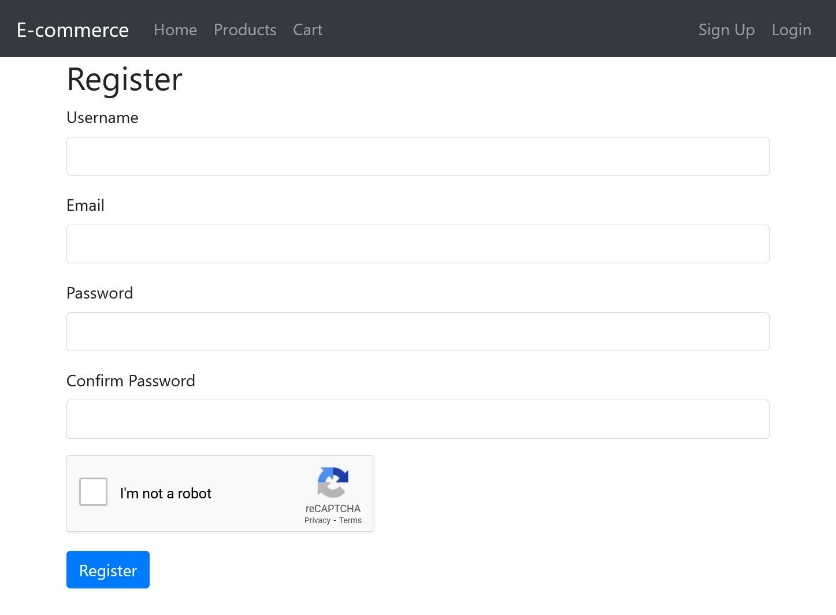 E-commerce Home Products Cart Sign Up Login
Register
Username
Email
Password
Confirm Password
I'm not a robot
reCAPTCHA
Privacy - Terms
Register